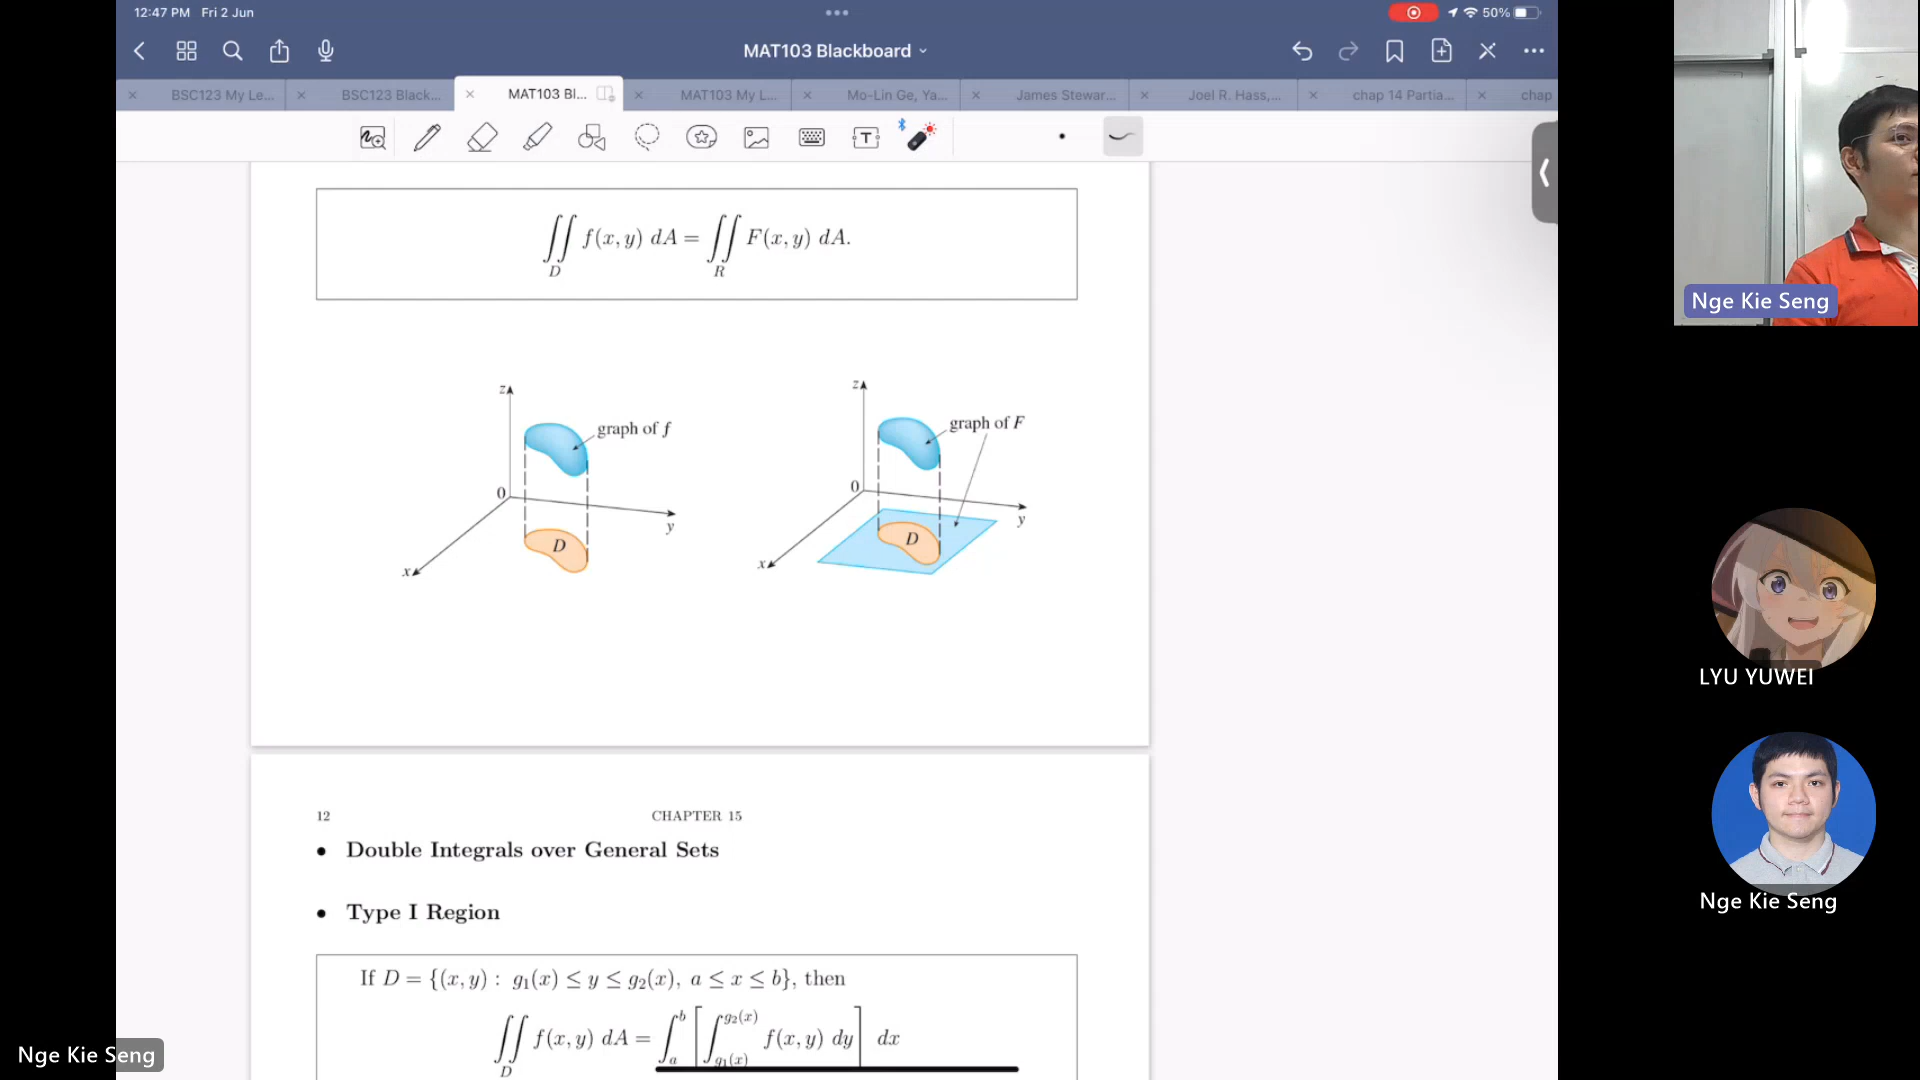 12:47 PM Fri 2 Jun
50%
MAT103 Blackboard
BSC123 My Le...
BSC123 Black...
MAT103 Bl...
MAT103 My L...
Mo-Lin Ge, Ya...
James Stewar...
Joel R. Hass,...
chap 14 Partia...
chap
∬_D f(x, y) dA = ∬_R F(x, y) dA.
z
graph of f
0
y
D
x
z
graph of F
0
y
D
x
12 CHAPTER 15
• Double Integrals over General Sets
• Type I Region
If D = {(x, y) : g₁(x) ≤ y ≤ g₂(x), a ≤ x ≤ b}, then
∬_D f(x, y) dA = ∫_a^b [∫_{g₁(x)}^{g₂(x)} f(x, y) dy] dx
Nge Kie Seng
LYU YUWEI
Nge Kie Seng
Nge Kie Seng